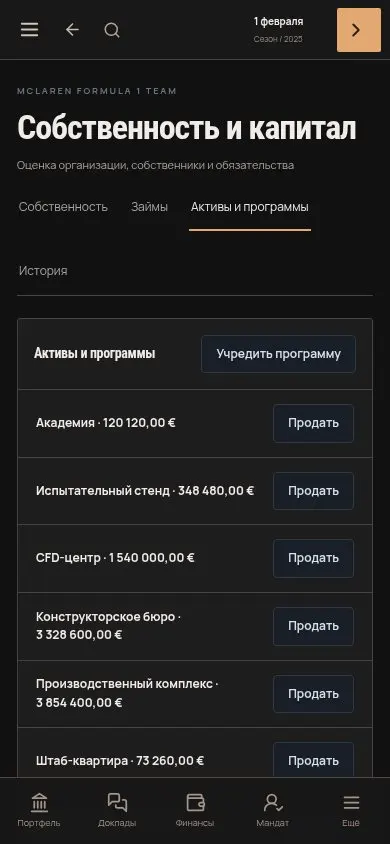 1 февраля
Сезон / 2025
MCLAREN FORMULA 1 TEAM
Собственность и капитал
Оценка организации, собственники и обязательства
Собственность
Займы
Активы и программы
История
Активы и программы
Учредить программу
Академия · 120 120,00 €
Продать
Испытательный стенд · 348 480,00 €
Продать
CFD-центр · 1 540 000,00 €
Продать
Конструкторское бюро ·
3 328 600,00 €
Продать
Производственный комплекс ·
3 854 400,00 €
Продать
Штаб-квартира · 73 260,00 €
Продать
Портфель
Доклады
Финансы
Мандат
Ещё